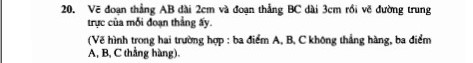 20. Vẽ đoạn thẳng AB dài 2cm và đoạn thẳng BC dài 3cm rồi vẽ đường trung
trực của mỗi đoạn thẳng ấy.
(Vẽ hình trong hai trường hợp : ba điểm A, B, C không thẳng hàng, ba điểm
A, B, C thẳng hàng).